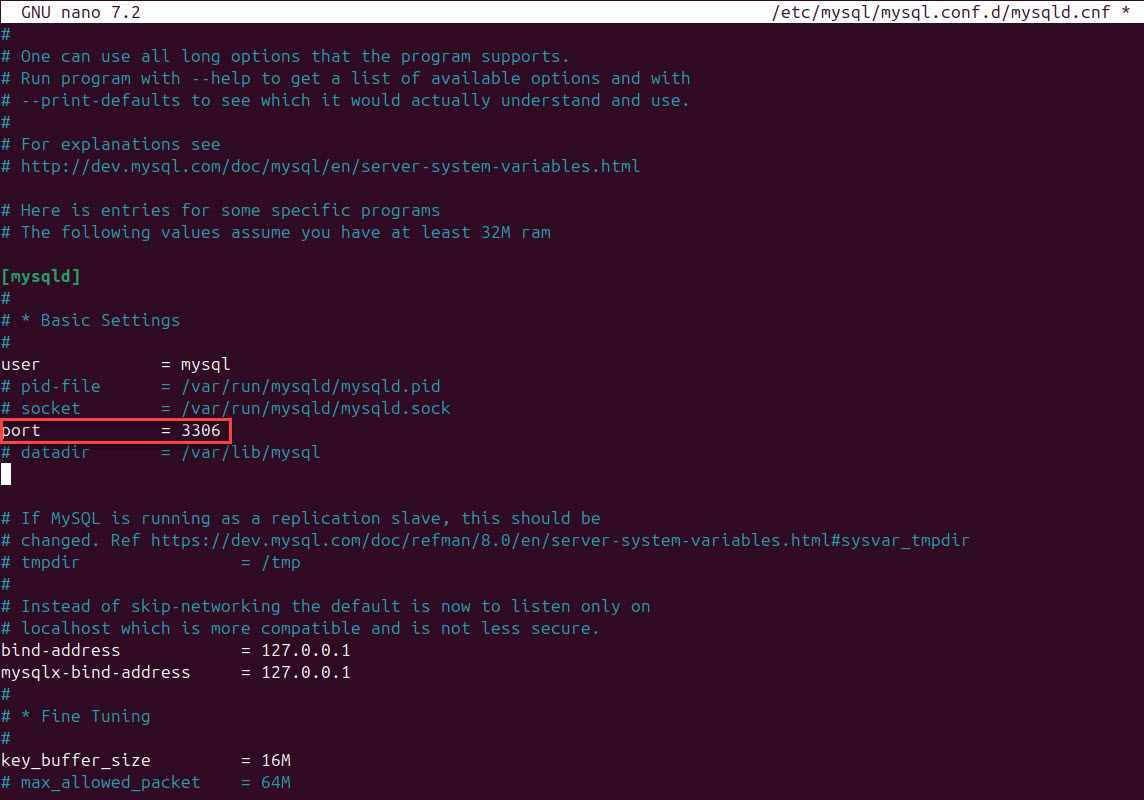 GNU nano 7.2 /etc/mysql/mysql.conf.d/mysqld.cnf *
#
# One can use all long options that the program supports.
# Run program with --help to get a list of available options and with
# --print-defaults to see which it would actually understand and use.
#
# For explanations see
# http://dev.mysql.com/doc/mysql/en/server-system-variables.html
# Here is entries for some specific programs
# The following values assume you have at least 32M ram
[mysqld]
#
# * Basic Settings
#
user = mysql
# pid-file = /var/run/mysqld/mysqld.pid
# socket = /var/run/mysqld/mysqld.sock
port = 3306
# datadir = /var/lib/mysql
# If MySQL is running as a replication slave, this should be
# changed. Ref https://dev.mysql.com/doc/refman/8.0/en/server-system-variables.html#sysvar_tmpdir
# tmpdir = /tmp
#
# Instead of skip-networking the default is now to listen only on
# localhost which is more compatible and is not less secure.
bind-address = 127.0.0.1
mysqlx-bind-address = 127.0.0.1
#
# * Fine Tuning
#
key_buffer_size = 16M
# max_allowed_packet = 64M